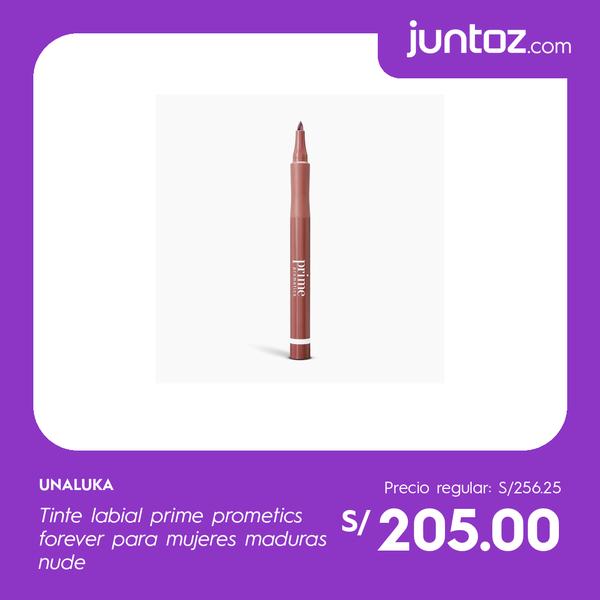 juntoz.com
prime
prometics
UNALUKA
Tinte labial prime prometics
forever para mujeres maduras
nude
Precio regular: S/256.25
S/ 205.00